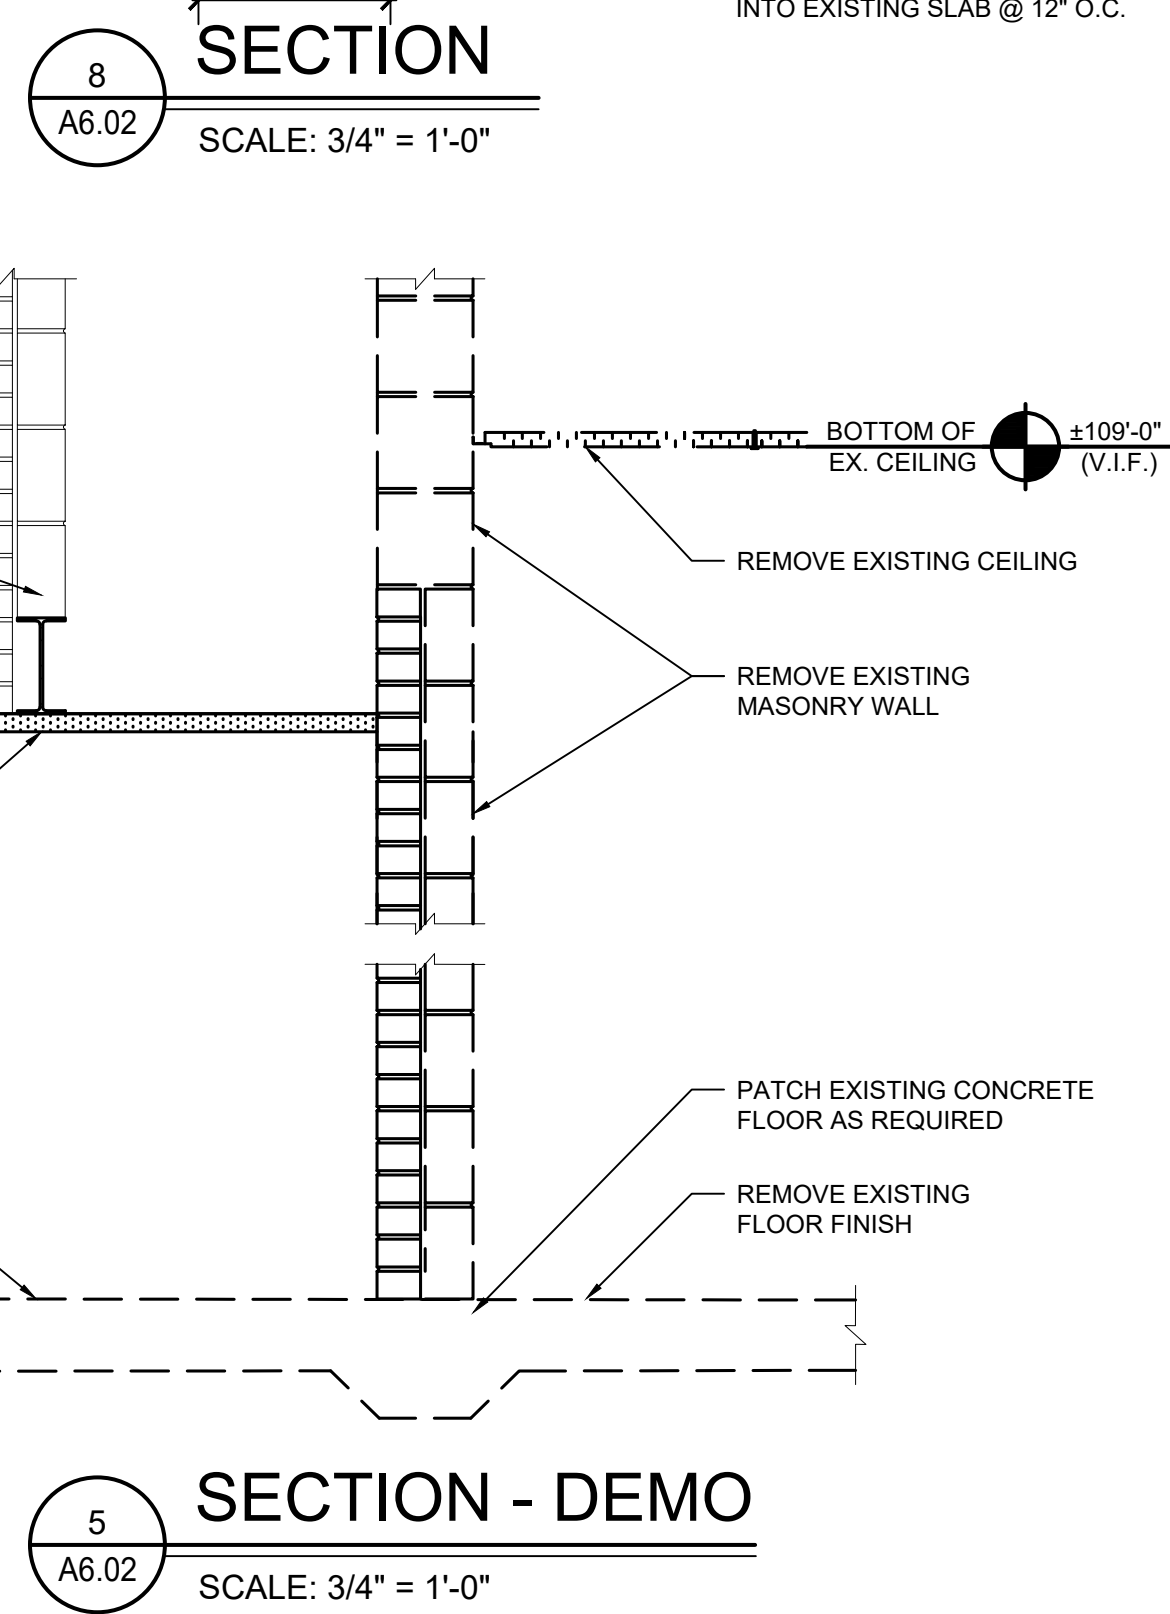 INTO EXISTING SLAB @ 12" O.C.
8
A6.02
SECTION
SCALE: 3/4" = 1'-0"
BOTTOM OF
EX. CEILING
±109'-0"
(V.I.F.)
REMOVE EXISTING CEILING
REMOVE EXISTING
MASONRY WALL
PATCH EXISTING CONCRETE
FLOOR AS REQUIRED
REMOVE EXISTING
FLOOR FINISH
5
A6.02
SECTION - DEMO
SCALE: 3/4" = 1'-0"